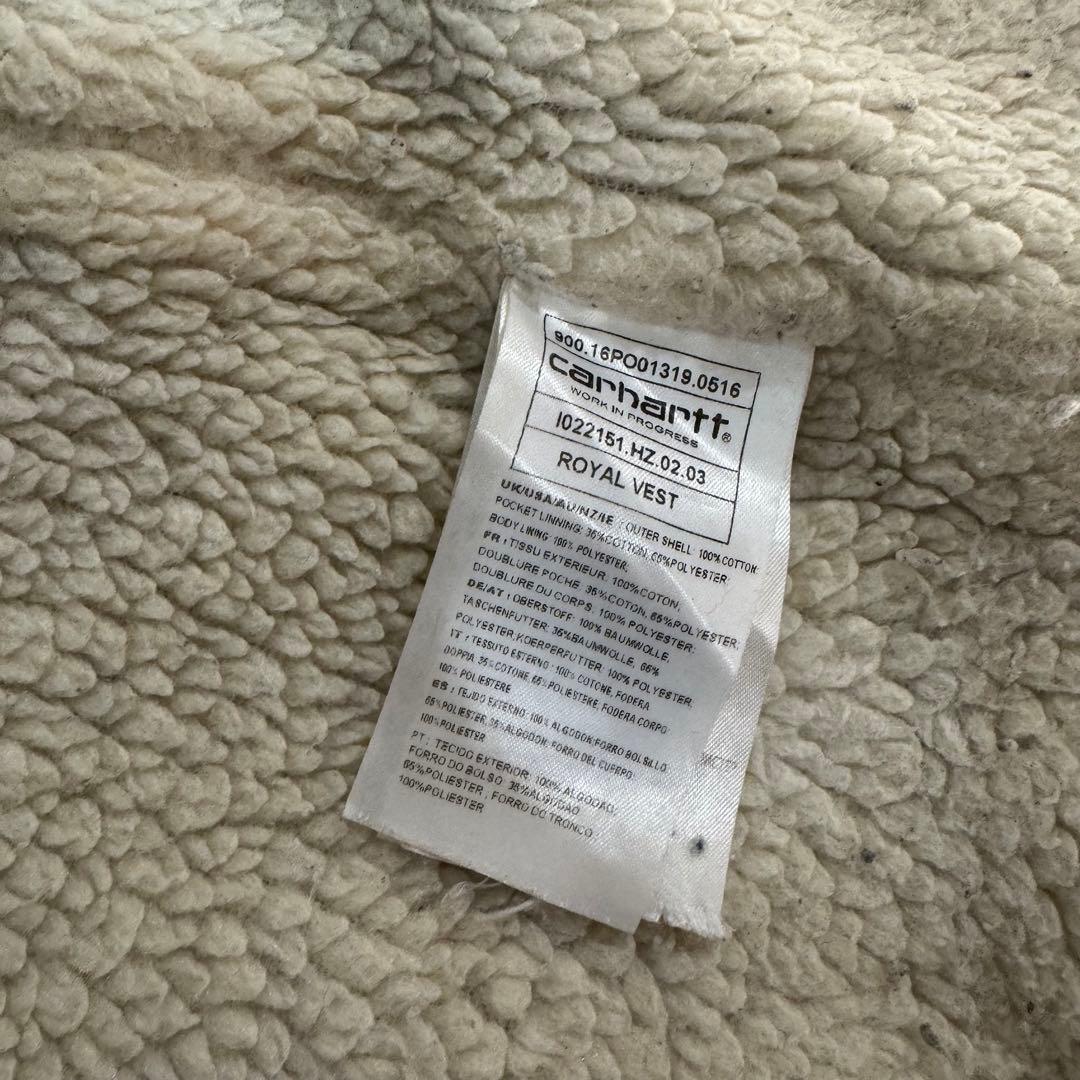 900.16PO01319.0516
carhartt®
WORK IN PROGRESS
I022151.HZ.02.03
ROYAL VEST
UK/USA/AU/NZ/IE : OUTER SHELL: 100% COTTON:
POCKET LINNING: 35%COTTON, 65%POLYESTER:
BODY LINING: 100% POLYESTER;
FR : TISSU EXTERIEUR, 100%COTON,
DOUBLURE POCHE: 35%COTON, 65%POLYESTER;
DOUBLURE DU CORPS, 100% POLYESTER;
DE/AT : OBERSTOFF: 100% BAUMWOLLE,
TASCHENFUTTER: 35%BAUMWOLLE, 65%
POLYESTER,KOERPERFUTTER: 100% POLYESTER,
IT : TESSUTO ESTERNO: 100% COTONE, FODERA
DOPPIA: 35%COTONE, 65%POLIESTERE, FODERA CORPO:
100% POLIESTERE
ES : TEJIDO EXTERNO: 100% ALGODON;FORRO BOLSILLO
65%POLIESTER, 35%ALGODON; FORRO DEL CUERPO:
100%POLIESTER
PT : TECIDO EXTERIOR: 100% ALGODAO,
FORRO DO BOLSO: 35%ALGODAO
65%POLIESTER , FORRO DO TRONCO
100%POLIESTER